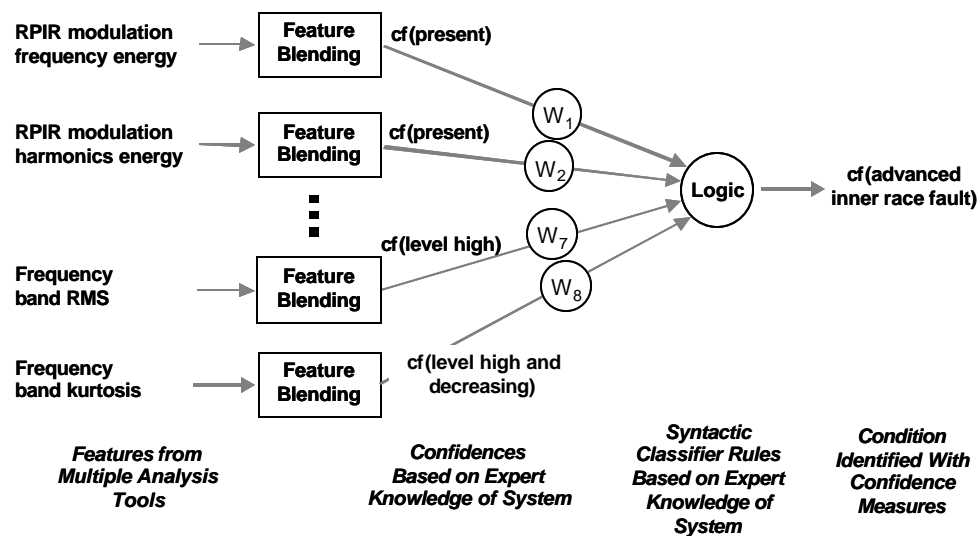 RPIR modulation
frequency energy
Feature
Blending
cf(present)
W1
RPIR modulation
harmonics energy
Feature
Blending
cf(present)
W2
Logic
cf(advanced
inner race fault)
Frequency
band RMS
Feature
Blending
cf(level high)
W7
W8
Frequency
band kurtosis
Feature
Blending
cf(level high and
decreasing)
Features from
Multiple Analysis
Tools
Confidences
Based on Expert
Knowledge of System
Syntactic
Classifier Rules
Based on Expert
Knowledge of
System
Condition
Identified With
Confidence
Measures